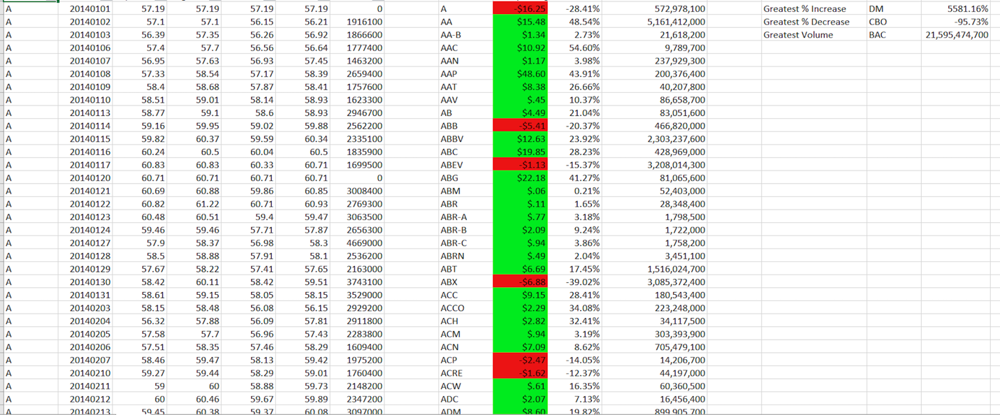 A 20140101 57.19 57.19 57.19 57.19 0 A -$16.25 -28.41% 572,978,100 Greatest % Increase DM 5581.16%
A 20140102 57.1 57.1 56.15 56.21 1916100 AA $15.48 48.54% 5,161,412,000 Greatest % Decrease CBO -95.73%
A 20140103 56.39 57.35 56.26 56.92 1866600 AA-B $1.34 2.73% 21,618,200 Greatest Volume BAC 21,595,474,700
A 20140106 57.4 57.7 56.56 56.64 1777400 AAC $10.92 54.60% 9,789,700
A 20140107 56.95 57.63 56.93 57.45 1463200 AAN $1.17 3.98% 237,929,300
A 20140108 57.33 58.54 57.17 58.39 2659400 AAP $48.60 43.91% 200,376,400
A 20140109 58.4 58.68 57.87 58.41 1757600 AAT $8.38 26.66% 40,207,800
A 20140110 58.51 59.01 58.14 58.93 1623300 AAV $.45 10.37% 86,658,700
A 20140113 58.77 59.1 58.6 58.93 2946700 AB $4.49 21.04% 83,051,600
A 20140114 59.16 59.95 59.02 59.88 2562200 ABB -$5.41 -20.37% 466,820,000
A 20140115 59.82 60.37 59.59 60.34 2335100 ABBV $12.63 23.92% 2,303,237,600
A 20140116 60.24 60.5 60.04 60.5 1835900 ABC $19.85 28.23% 428,969,000
A 20140117 60.83 60.83 60.33 60.71 1699500 ABEV -$1.13 -15.37% 3,208,014,300
A 20140120 60.71 60.71 60.71 60.71 0 ABG $22.18 41.27% 81,065,600
A 20140121 60.69 60.88 59.86 60.85 3008400 ABM $.06 0.21% 52,403,000
A 20140122 60.82 61.22 60.71 60.93 2769300 ABR $.11 1.65% 28,348,400
A 20140123 60.48 60.51 59.4 59.47 3063500 ABR-A $.77 3.18% 1,798,500
A 20140124 59.46 59.46 57.71 57.87 2656300 ABR-B $2.09 9.24% 1,722,000
A 20140127 57.9 58.37 56.98 58.3 4669000 ABR-C $.94 3.86% 1,758,200
A 20140128 58.5 58.88 57.91 58.1 2536200 ABRN $.49 2.04% 3,451,100
A 20140129 57.67 58.22 57.41 57.65 2163000 ABT $6.69 17.45% 1,516,024,700
A 20140130 58.42 60.11 58.42 59.51 3743100 ABX -$6.88 -39.02% 3,085,372,400
A 20140131 58.61 59.15 58.05 58.15 3529000 ACC $9.15 28.41% 180,543,400
A 20140203 58.15 58.48 56.08 56.15 2929200 ACCO $2.29 34.08% 223,248,000
A 20140204 56.32 57.88 56.09 57.81 2911800 ACH $2.82 32.41% 34,117,500
A 20140205 57.58 57.7 56.96 57.43 2283800 ACM $.94 3.19% 303,393,900
A 20140206 57.51 58.35 57.46 58.29 1609400 ACN $7.09 8.62% 705,479,100
A 20140207 58.46 59.47 58.13 59.42 1975200 ACP -$2.47 -14.05% 14,206,700
A 20140210 59.27 59.44 58.29 59.01 1760400 ACRE -$1.62 -12.37% 44,197,000
A 20140211 59 60 58.88 59.73 2148200 ACW $.61 16.35% 60,360,500
A 20140212 60 60.46 59.67 59.89 2347200 ADC $2.07 7.13% 16,456,400
A 20140213 59.45 60.38 59.37 60.08 3097000 ADM $8.60 19.82% 899,905,700